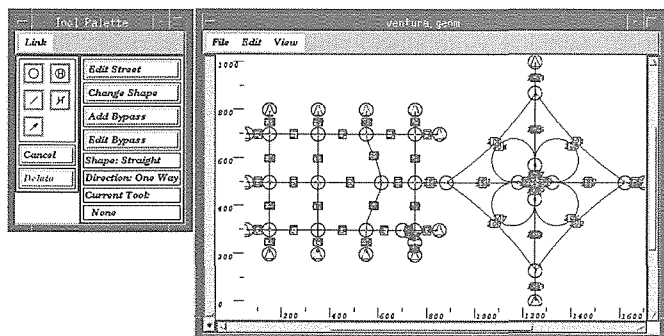 Tool Palette
Link
Edit Street
Change Shape
Add Bypass
Edit Bypass
Shape: Straight
Direction: One Way
Current Tool:
None
Cancel
Delete
ventura.geom
File Edit View
1000
800
600
400
200
0
200 400 600 800 1000 1200 1400 1600